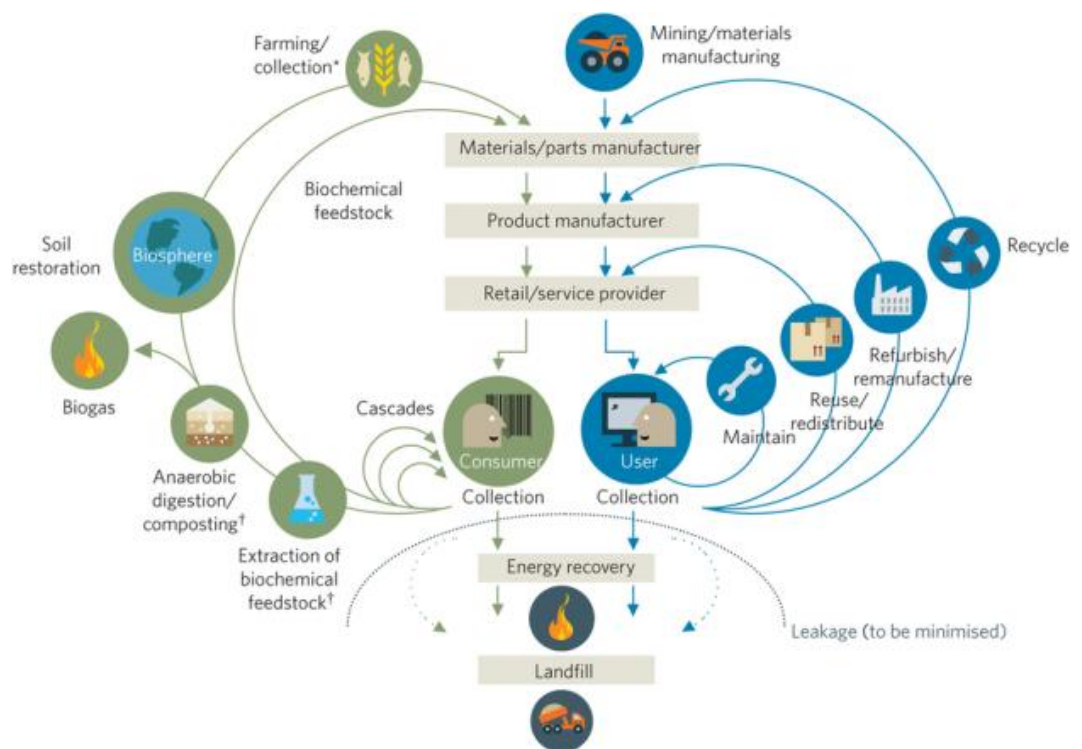 Farming/
collection*
Mining/materials
manufacturing
Materials/parts manufacturer
Biochemical
feedstock
Product manufacturer
Soil
restoration
Biosphere
Recycle
Retail/service provider
Biogas
Refurbish/
remanufacture
Reuse/
redistribute
Maintain
Cascades
Consumer
User
Collection
Collection
Anaerobic
digestion/
composting†
Extraction of
biochemical
feedstock†
Energy recovery
Leakage (to be minimised)
Landfill